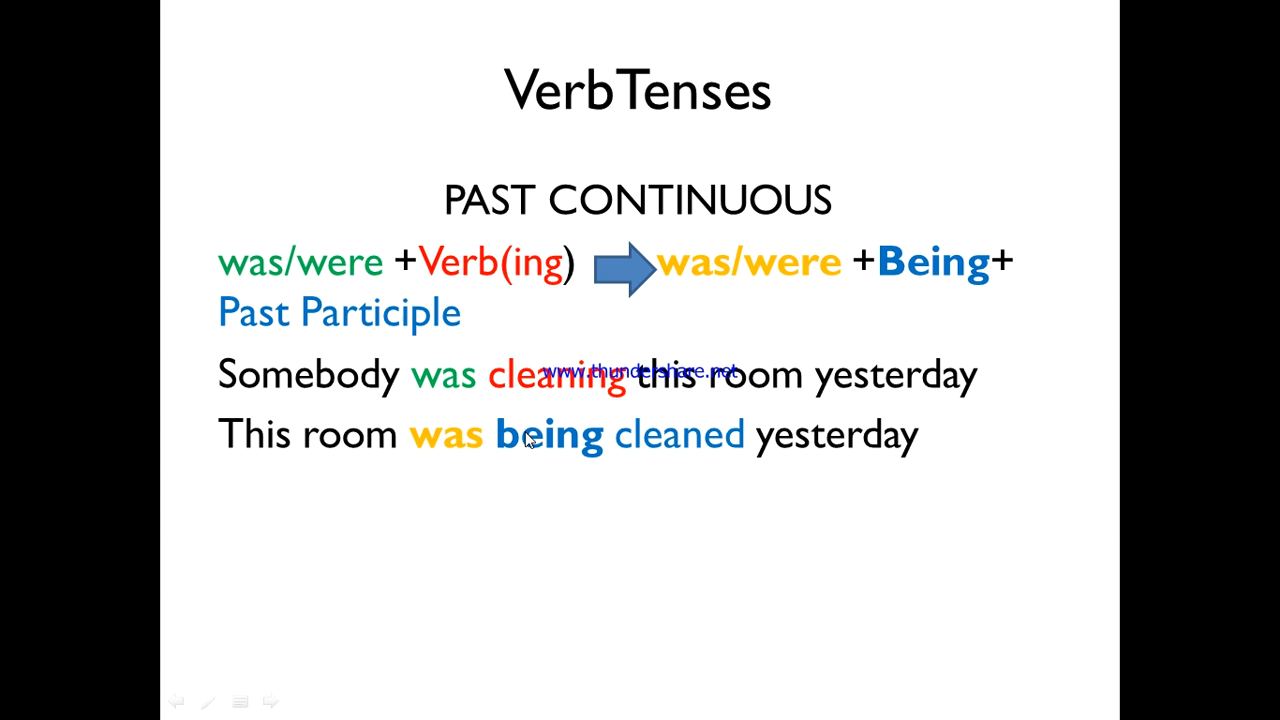 Verb Tenses
PAST CONTINUOUS
was/were +Verb(ing) was/were +Being+
Past Participle
Somebody was cleaning this room yesterday
www.thundershare.net
This room was being cleaned yesterday